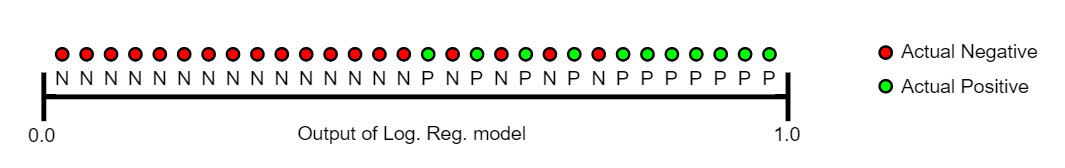 Actual Negative
N N N N N N N N N N N N N N N P N P N P N P N P P P P P P P
Actual Positive
0.0 Output of Log. Reg. model 1.0